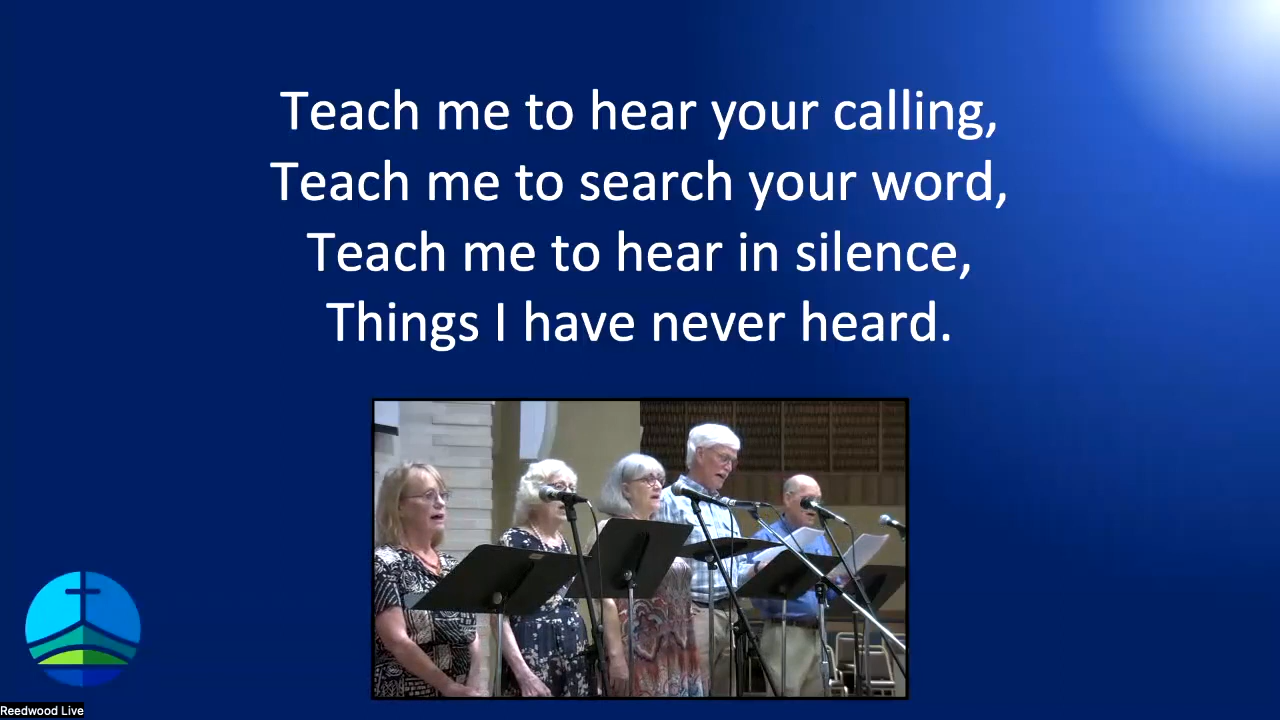 Teach me to hear your calling,
Teach me to search your word,
Teach me to hear in silence,
Things I have never heard.
Reedwood Live